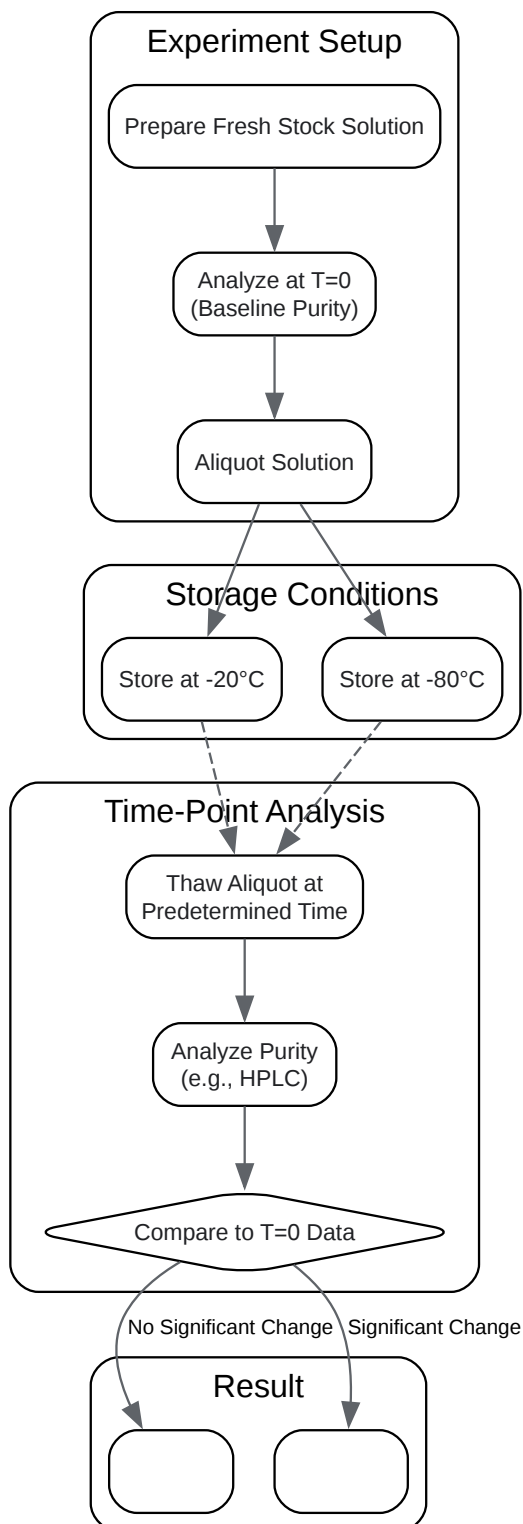 Experiment Setup
Prepare Fresh Stock Solution
Analyze at T=0
(Baseline Purity)
Aliquot Solution
Storage Conditions
Store at -20°C
Store at -80°C
Time-Point Analysis
Thaw Aliquot at
Predetermined Time
Analyze Purity
(e.g., HPLC)
Compare to T=0 Data
No Significant Change
Significant Change
Result